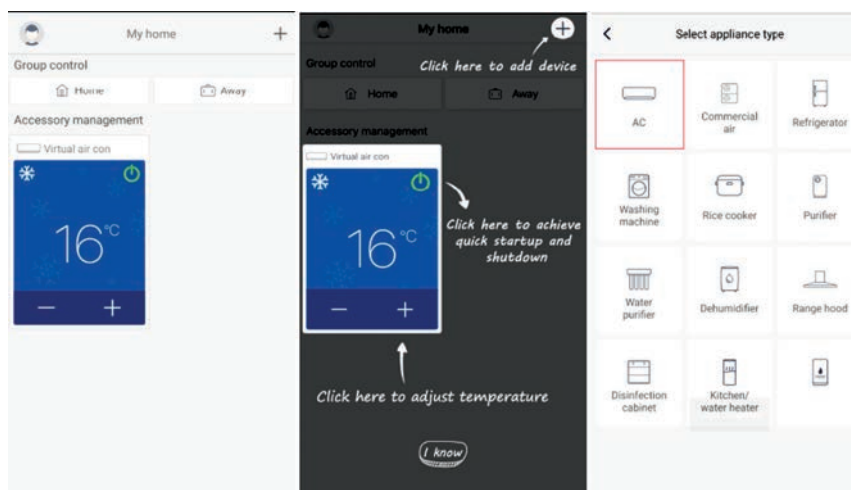 My home
Group control
Home
Away
Accessory management
Virtual air con
16°C
My home
Click here to add device
Group control
Home
Away
Accessory management
Virtual air con
16°C
Click here to achieve
quick startup and
shutdown
Click here to adjust temperature
I know
Select appliance type
AC
Commercial
air
Refrigerator
Washing
machine
Rice cooker
Purifier
Water
purifier
Dehumidifier
Range hood
Disinfection
cabinet
Kitchen/
water heater